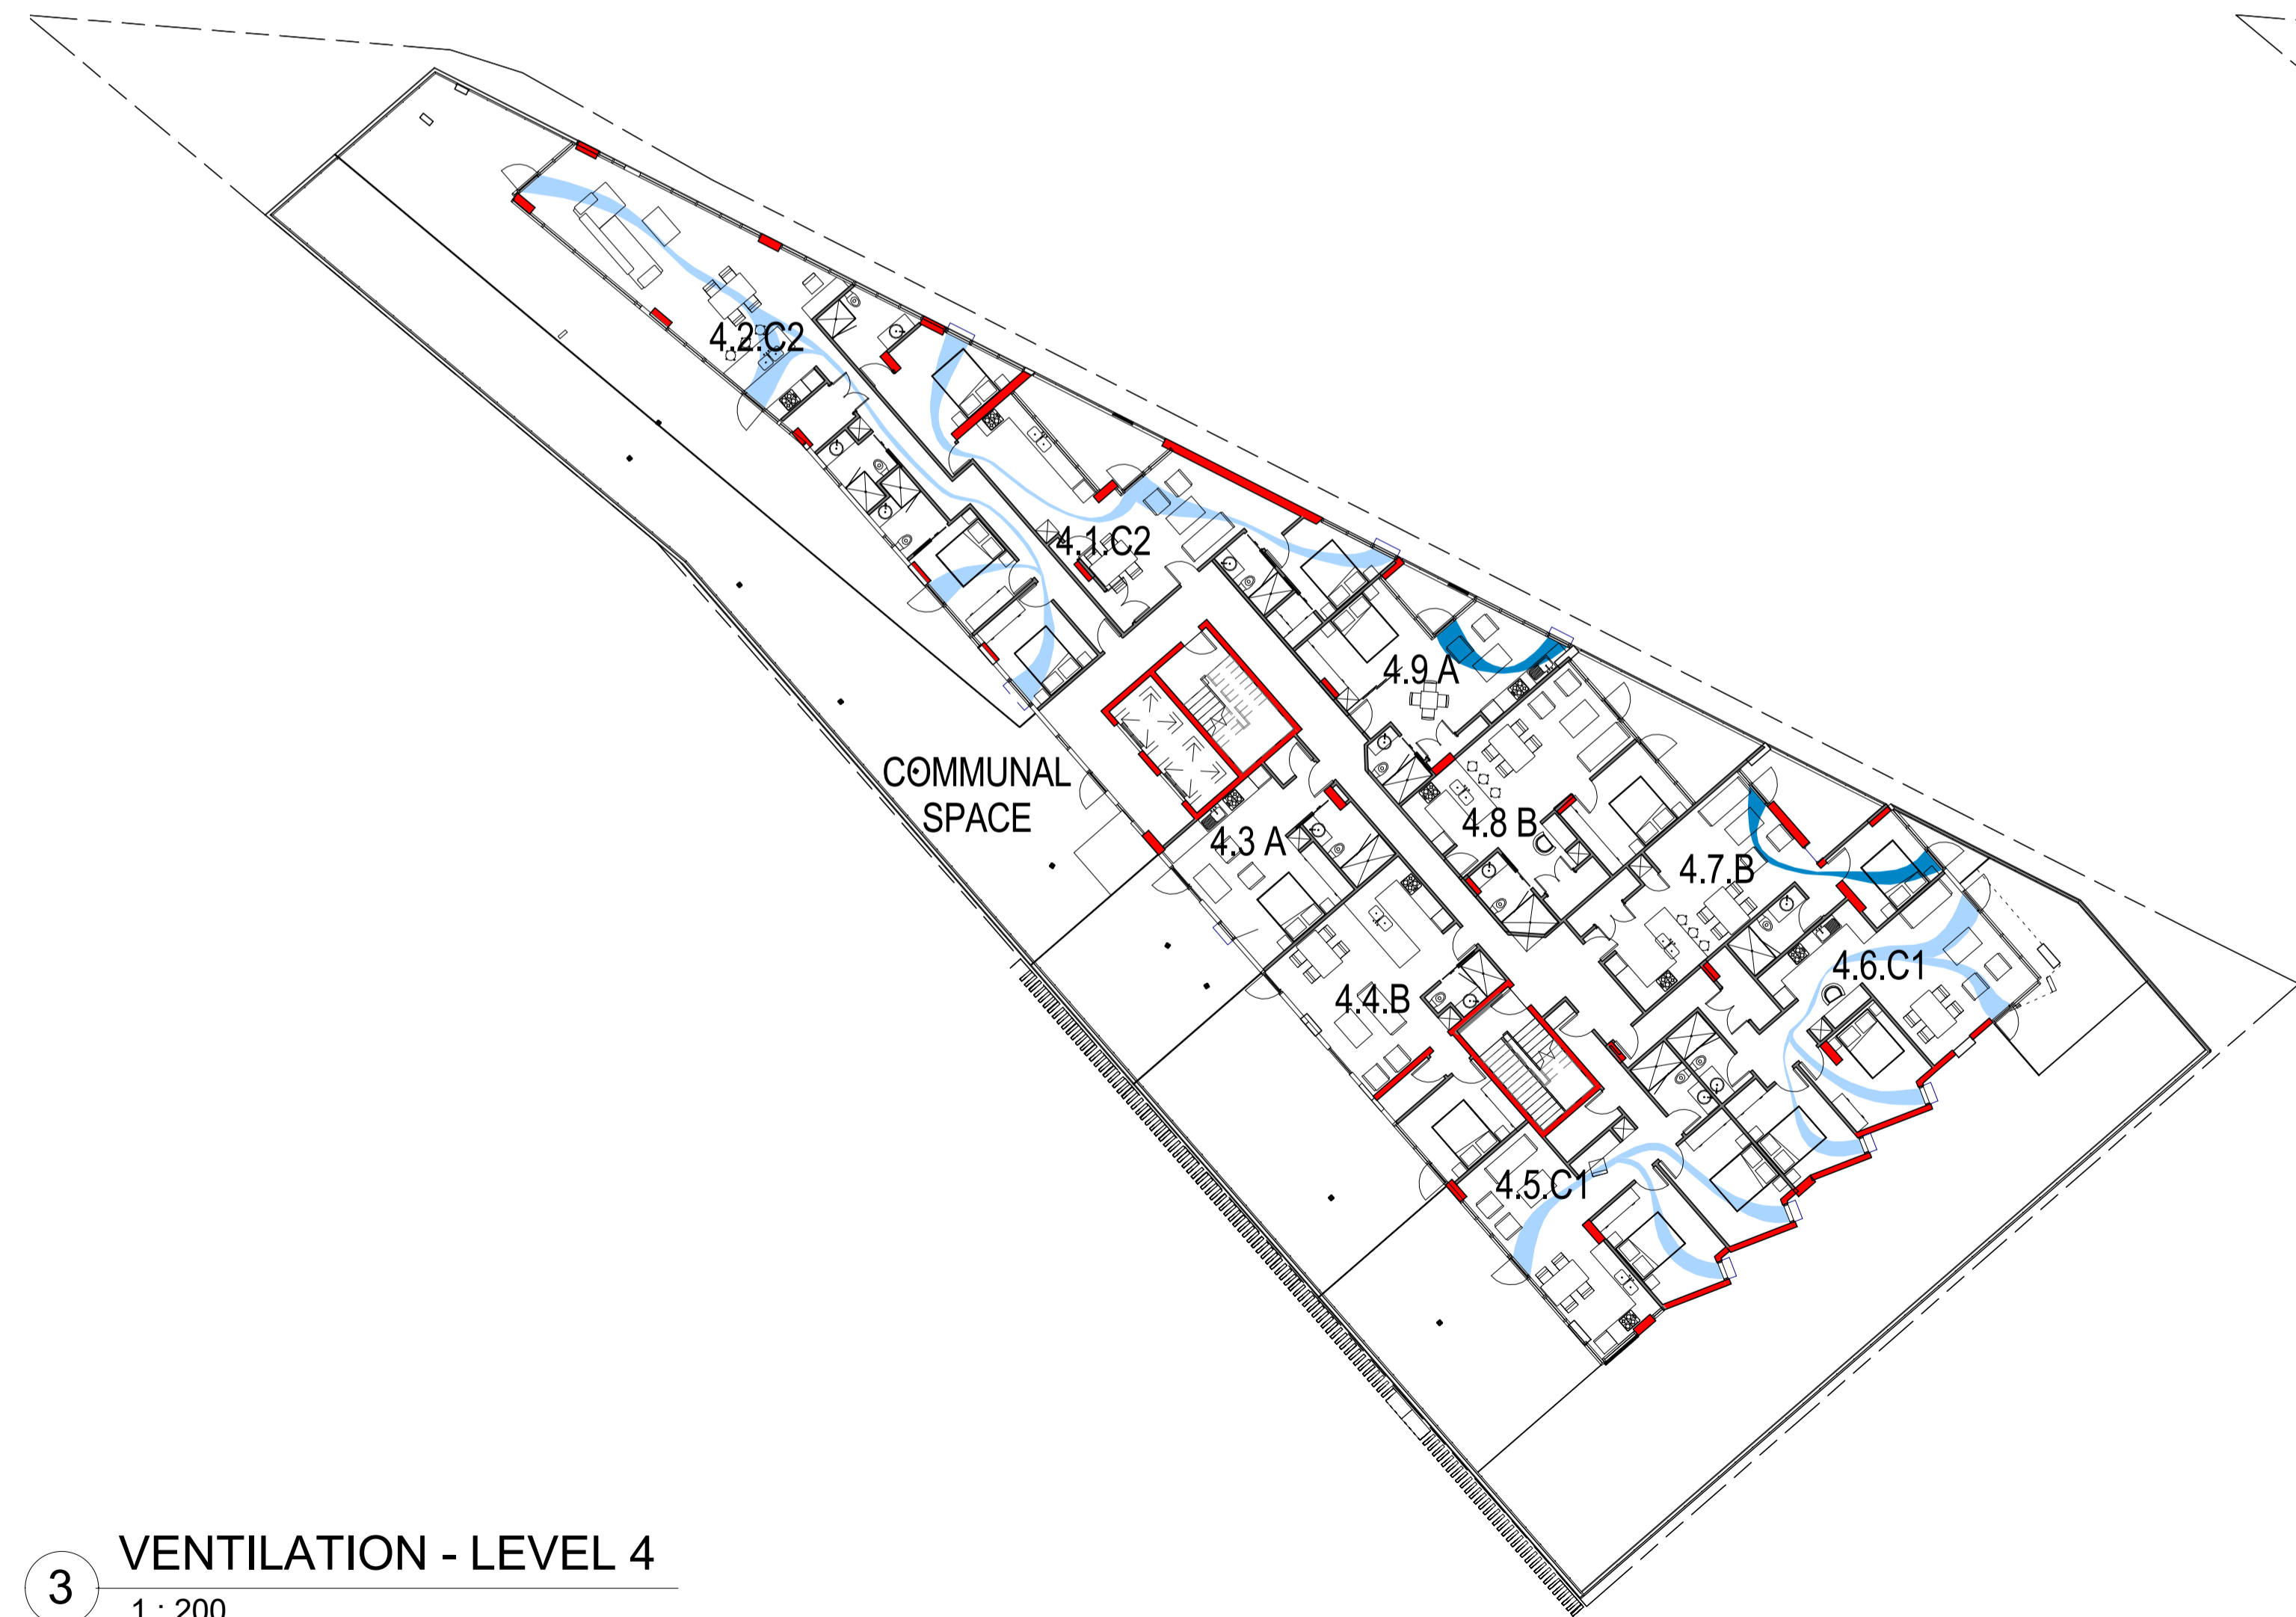 4.2.C2
4.1.C2
4.9 A
COMMUNAL
SPACE
4.3 A
4.8 B
4.7.B
4.6.C1
4.4.B
4.5.C1
3
VENTILATION - LEVEL 4
1 : 200